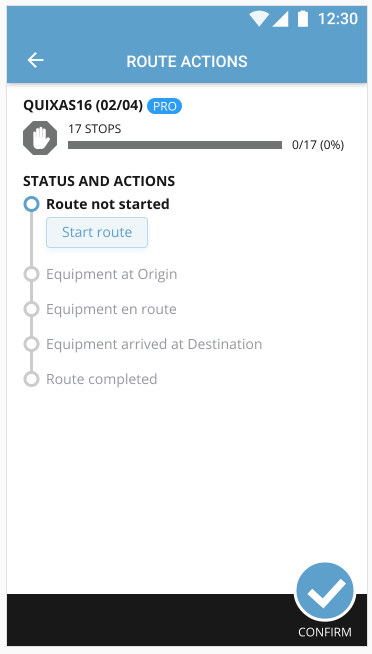 12:30
ROUTE ACTIONS
QUIXAS16 (02/04) PRO
17 STOPS
0/17 (0%)
STATUS AND ACTIONS
Route not started
Start route
Equipment at Origin
Equipment en route
Equipment arrived at Destination
Route completed
CONFIRM